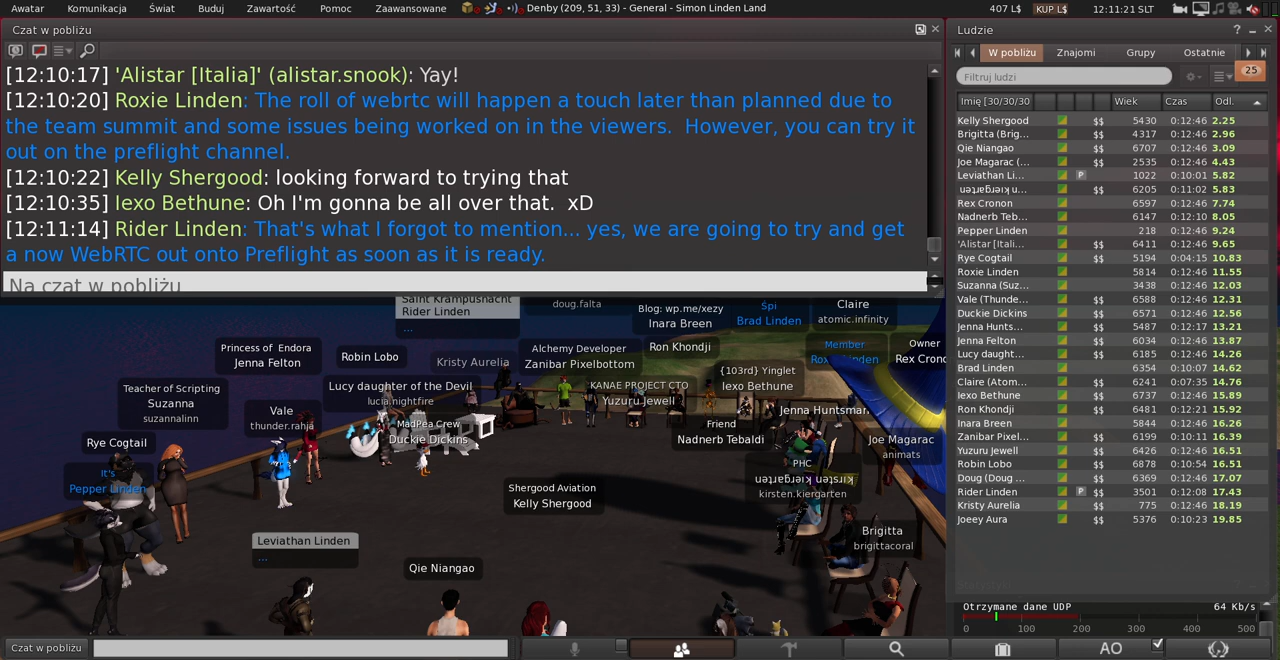 Awatar Komunikacja Świat Buduj Zawartość Pomoc Zaawansowane Denby (209, 51, 33) - General - Simon Linden Land 407 L$ KUP L$ 12:11:21 SLT
Czat w pobliżu
[12:10:17] 'Alistar [Italia]' (alistar.snook): Yay!
[12:10:20] Roxie Linden: The roll of webrtc will happen a touch later than planned due to
the team summit and some issues being worked on in the viewers. However, you can try it
out on the preflight channel.
[12:10:22] Kelly Shergood: looking forward to trying that
[12:10:35] Iexo Bethune: Oh I'm gonna be all over that. xD
[12:11:14] Rider Linden: That's what I forgot to mention... yes, we are going to try and get
a now WebRTC out onto Preflight as soon as it is ready.
Na czat w pobliżu
Saint Krampusnacht
Rider Linden
...
doug.falta
Blog: wp.me/xezy
Inara Breen
Śpi
Brad Linden
Claire
atomic.infinity
Princess of Endora
Jenna Felton
Robin Lobo
Kristy Aurelia
Alchemy Developer
Zanibar Pixelbottom
Ron Khondji
Member
Roxie Linden
Owner
Rex Cronon
Teacher of Scripting
Suzanna
suzannalinn
Lucy daughter of the Devil
lucia.nightfire
KANAE PROJECT CTO
Yuzuru Jewell
{103rd} Yinglet
Iexo Bethune
Vale
thunder.rahja
MadPea Crew
Duckie Dickins
Friend
Nadnerb Tebaldi
Jenna Huntsman
Joe Magarac
animats
Rye Cogtail
It's
Pepper Linden
Shergood Aviation
Kelly Shergood
PHC
kirsten.kiergarten
Brigitta
brigittacoral
Leviathan Linden
...
Qie Niangao
Czat w pobliżu
Ludzie
W pobliżu Znajomi Grupy Ostatnie
Filtruj ludzi
25
Imię [30/30/30 Wiek Czas Odl.
Kelly Shergood $$ 5430 0:12:46 2.25
Brigitta (Brig... $$ 4317 0:12:46 2.96
Qie Niangao $$ 6707 0:12:46 3.09
Joe Magarac (... $$ 2535 0:12:46 4.43
Leviathan Li... P 1022 0:10:01 5.82
$$ 6205 0:11:02 5.83
Rex Cronon 6597 0:12:46 7.74
Nadnerb Teb... 6147 0:12:10 8.05
Pepper Linden 218 0:12:46 9.24
'Alistar [Itali... $$ 6411 0:12:46 9.65
Rye Cogtail $$ 5194 0:04:15 10.83
Roxie Linden 5814 0:12:46 11.55
Suzanna (Suz... 3438 0:12:46 12.03
Vale (Thunde... $$ 6588 0:12:46 12.31
Duckie Dickins $$ 6571 0:12:46 12.56
Jenna Hunts... $$ 5487 0:12:17 13.21
Jenna Felton $$ 6034 0:12:46 13.87
Lucy daught... $$ 6185 0:12:46 14.26
Brad Linden 6354 0:10:07 14.62
Claire (Atom... $$ 6241 0:07:35 14.76
Iexo Bethune $$ 6737 0:12:46 15.89
Ron Khondji $$ 6481 0:12:21 15.92
Inara Breen 5844 0:12:46 16.26
Zanibar Pixel... $$ 6199 0:10:11 16.39
Yuzuru Jewell $$ 6426 0:12:46 16.51
Robin Lobo $$ 6878 0:10:54 16.51
Doug (Doug ... $$ 6369 0:12:46 17.07
Rider Linden P $$ 3501 0:12:08 17.43
Kristy Aurelia $$ 775 0:12:46 18.19
Joeey Aura $$ 5376 0:10:23 19.85
Otrzymane dane UDP 64 Kb/s
0 100 200 300 400 500
AO